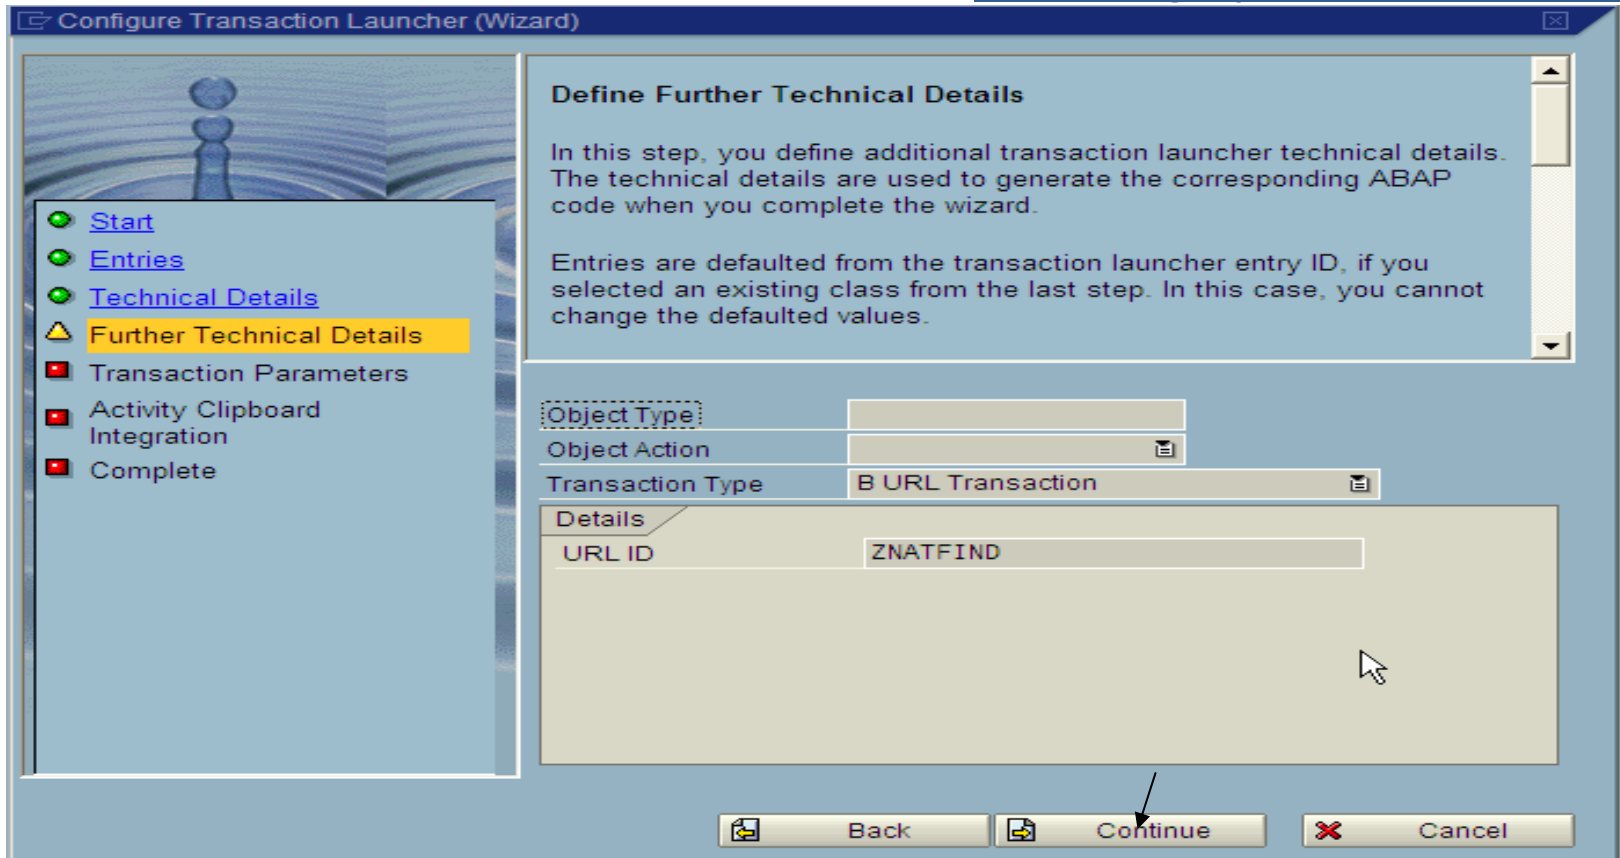 Configure Transaction Launcher (Wizard)
Start
Entries
Technical Details
Further Technical Details
Transaction Parameters
Activity Clipboard
Integration
Complete
Define Further Technical Details
In this step, you define additional transaction launcher technical details.
The technical details are used to generate the corresponding ABAP
code when you complete the wizard.
Entries are defaulted from the transaction launcher entry ID, if you
selected an existing class from the last step. In this case, you cannot
change the defaulted values.
Object Type
Object Action
Transaction Type B URL Transaction
Details
URL ID ZNATFIND
Back Continue Cancel